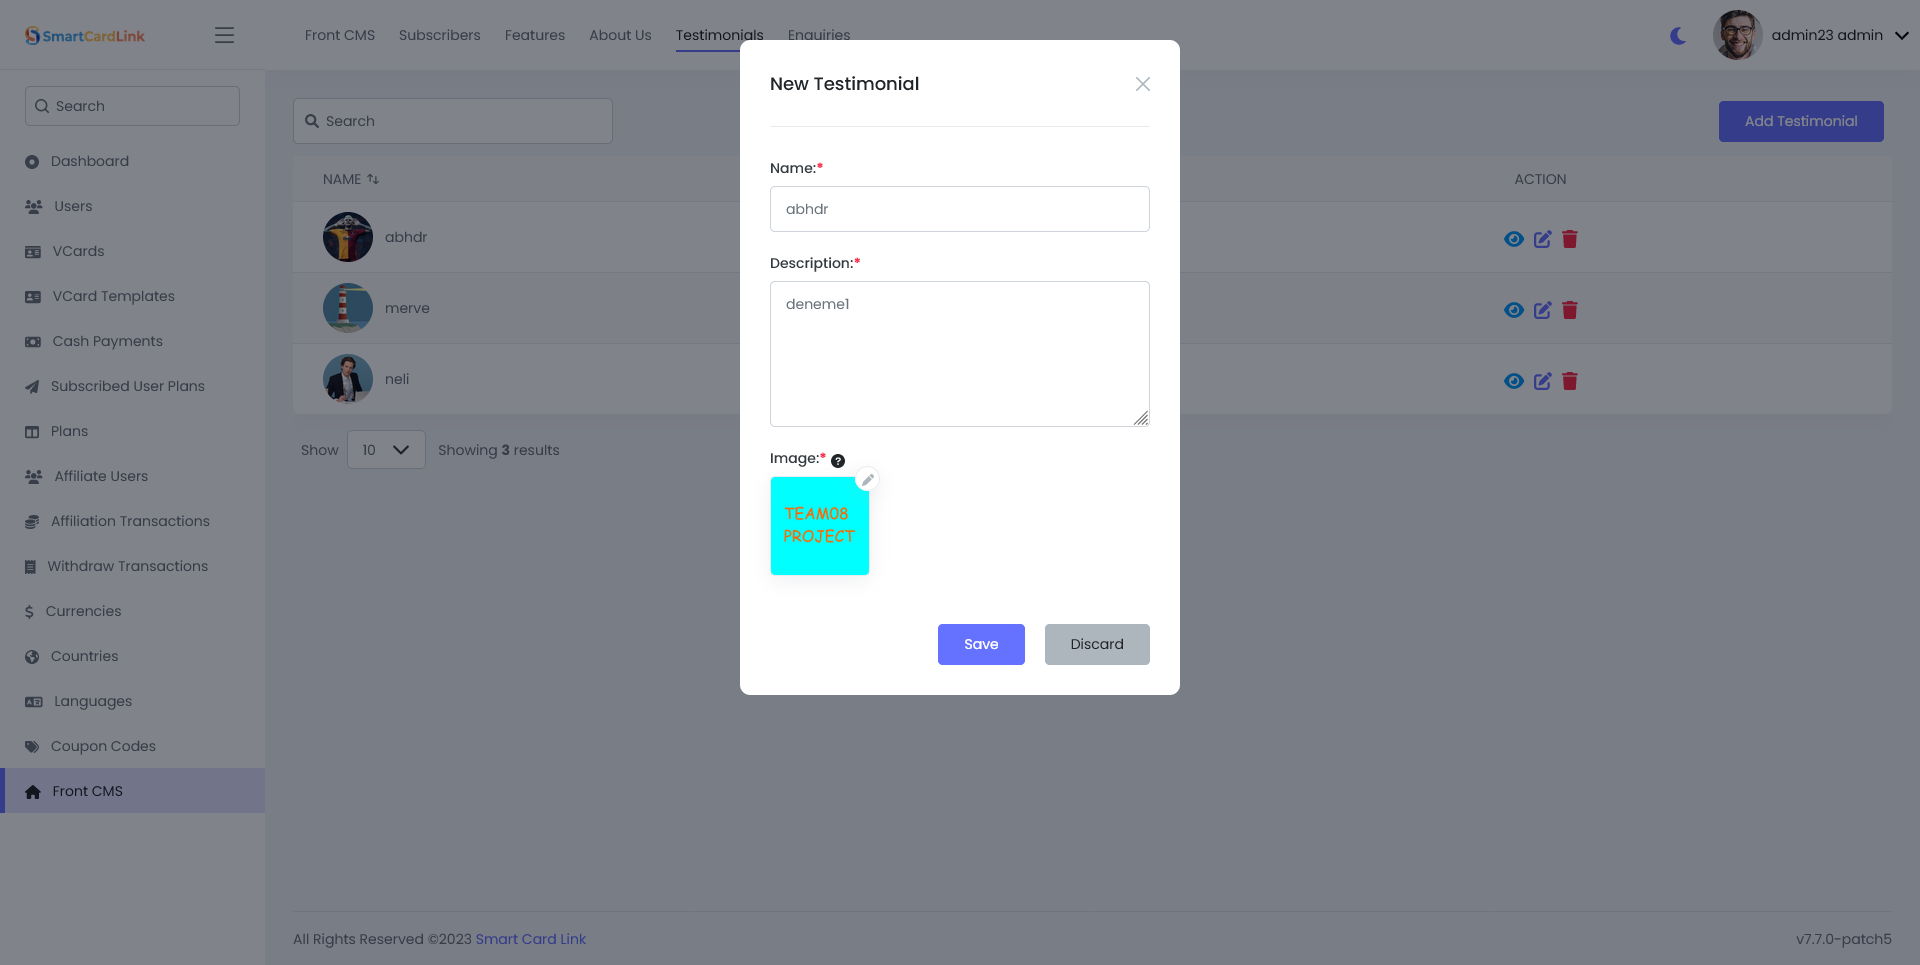 SmartCardLink
Front CMS
Subscribers
Features
About Us
Testimonials
Enquiries
admin23 admin
Search
Dashboard
Users
VCards
VCard Templates
Cash Payments
Subscribed User Plans
Plans
Affiliate Users
Affiliation Transactions
Withdraw Transactions
Currencies
Countries
Languages
Coupon Codes
Front CMS
Search
Add Testimonial
NAME
ACTION
abhdr
merve
neli
Show 10 Showing 3 results
New Testimonial
Name:*
abhdr
Description:*
deneme1
Image:*
TEAM08
PROJECT
Save
Discard
All Rights Reserved ©2023 Smart Card Link
v7.7.0-patch5